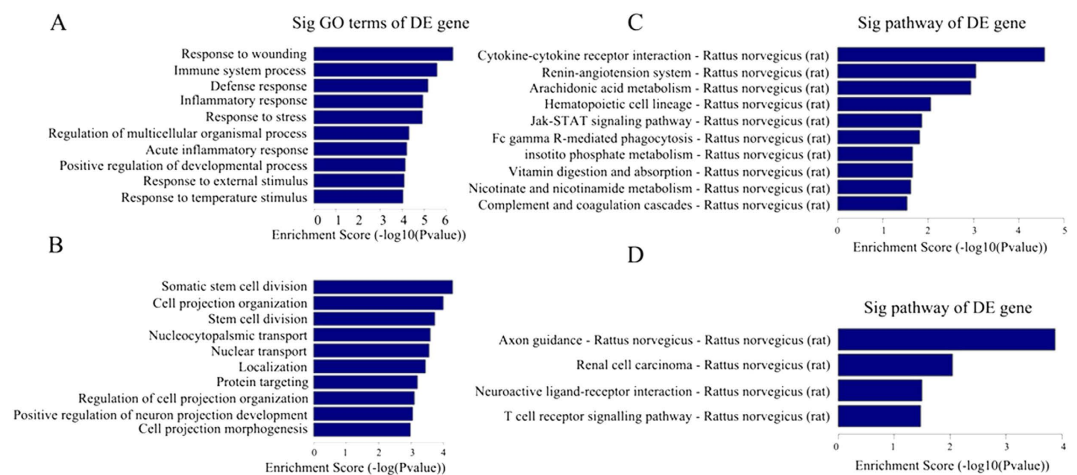 A
Sig GO terms of DE gene
Response to wounding
Immune system process
Defense response
Inflammatory response
Response to stress
Regulation of multicellular organismal process
Acute inflammatory response
Positive regulation of developmental process
Response to external stimulus
Response to temperature stimulus
0 1 2 3 4 5 6
Enrichment Score (-log10(Pvalue))
B
Somatic stem cell division
Cell projection organization
Stem cell division
Nucleocytopalsmic transport
Nuclear transport
Localization
Protein targeting
Regulation of cell projection organization
Positive regulation of neuron projection development
Cell projection morphogenesis
0 1 2 3 4
Enrichment Score (-log(Pvalue))
C
Sig pathway of DE gene
Cytokine-cytokine receptor interaction - Rattus norvegicus (rat)
Renin-angiotension system - Rattus norvegicus (rat)
Arachidonic acid metabolism - Rattus norvegicus (rat)
Hematopoietic cell lineage - Rattus norvegicus (rat)
Jak-STAT signaling pathway - Rattus norvegicus (rat)
Fc gamma R-mediated phagocytosis - Rattus norvegicus (rat)
insotito phosphate metabolism - Rattus norvegicus (rat)
Vitamin digestion and absorption - Rattus norvegicus (rat)
Nicotinate and nicotinamide metabolism - Rattus norvegicus (rat)
Complement and coagulation cascades - Rattus norvegicus (rat)
0 1 2 3 4 5
Enrichment Score (-log10(Pvalue))
D
Sig pathway of DE gene
Axon guidance - Rattus norvegicus - Rattus norvegicus (rat)
Renal cell carcinoma - Rattus norvegicus (rat)
Neuroactive ligand-receptor interaction - Rattus norvegicus (rat)
T cell receptor signalling pathway - Rattus norvegicus (rat)
0 1 2 3 4
Enrichment Score (-log10(Pvalue))